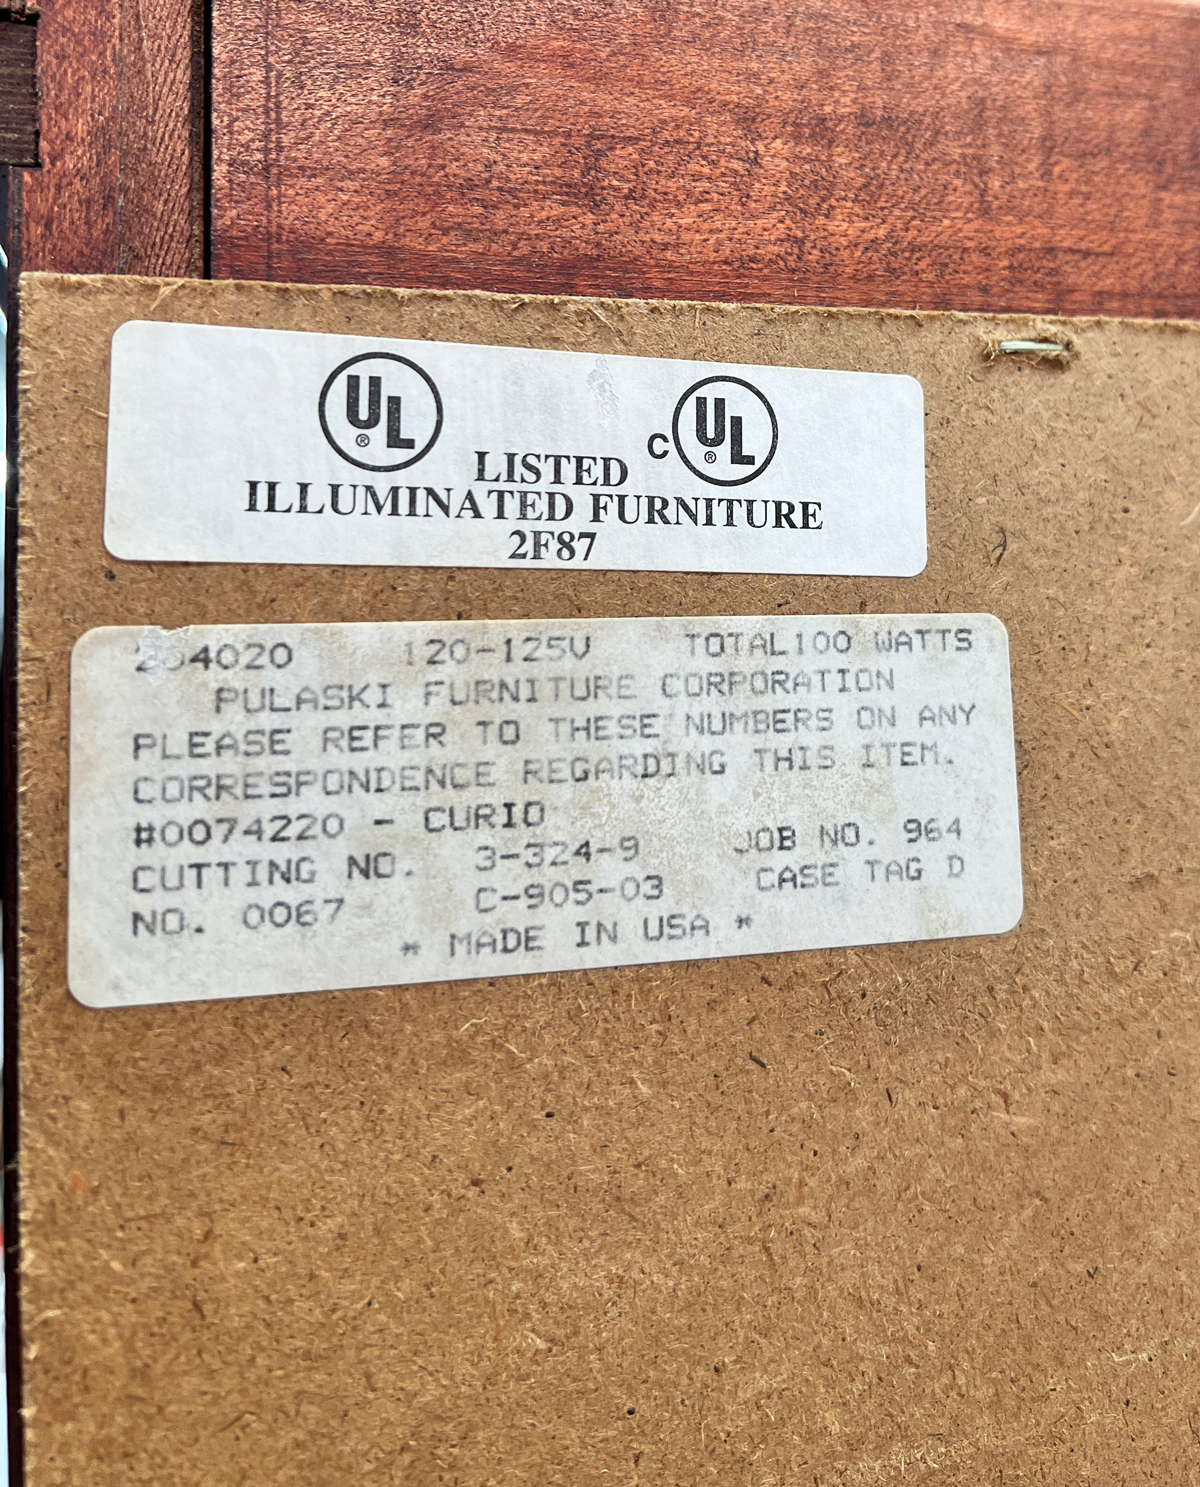 UL ® C UL ®
LISTED
ILLUMINATED FURNITURE
2F87
120-125V TOTAL 100 WATTS
PULASKI FURNITURE CORPORATION
PLEASE REFER TO THESE NUMBERS ON ANY
CORRESPONDENCE REGARDING THIS ITEM.
#0074220 - CURIO
CUTTING NO. 3-324-9 JOB NO. 964
NO. 0067 C-905-03 CASE TAG D
* MADE IN USA *